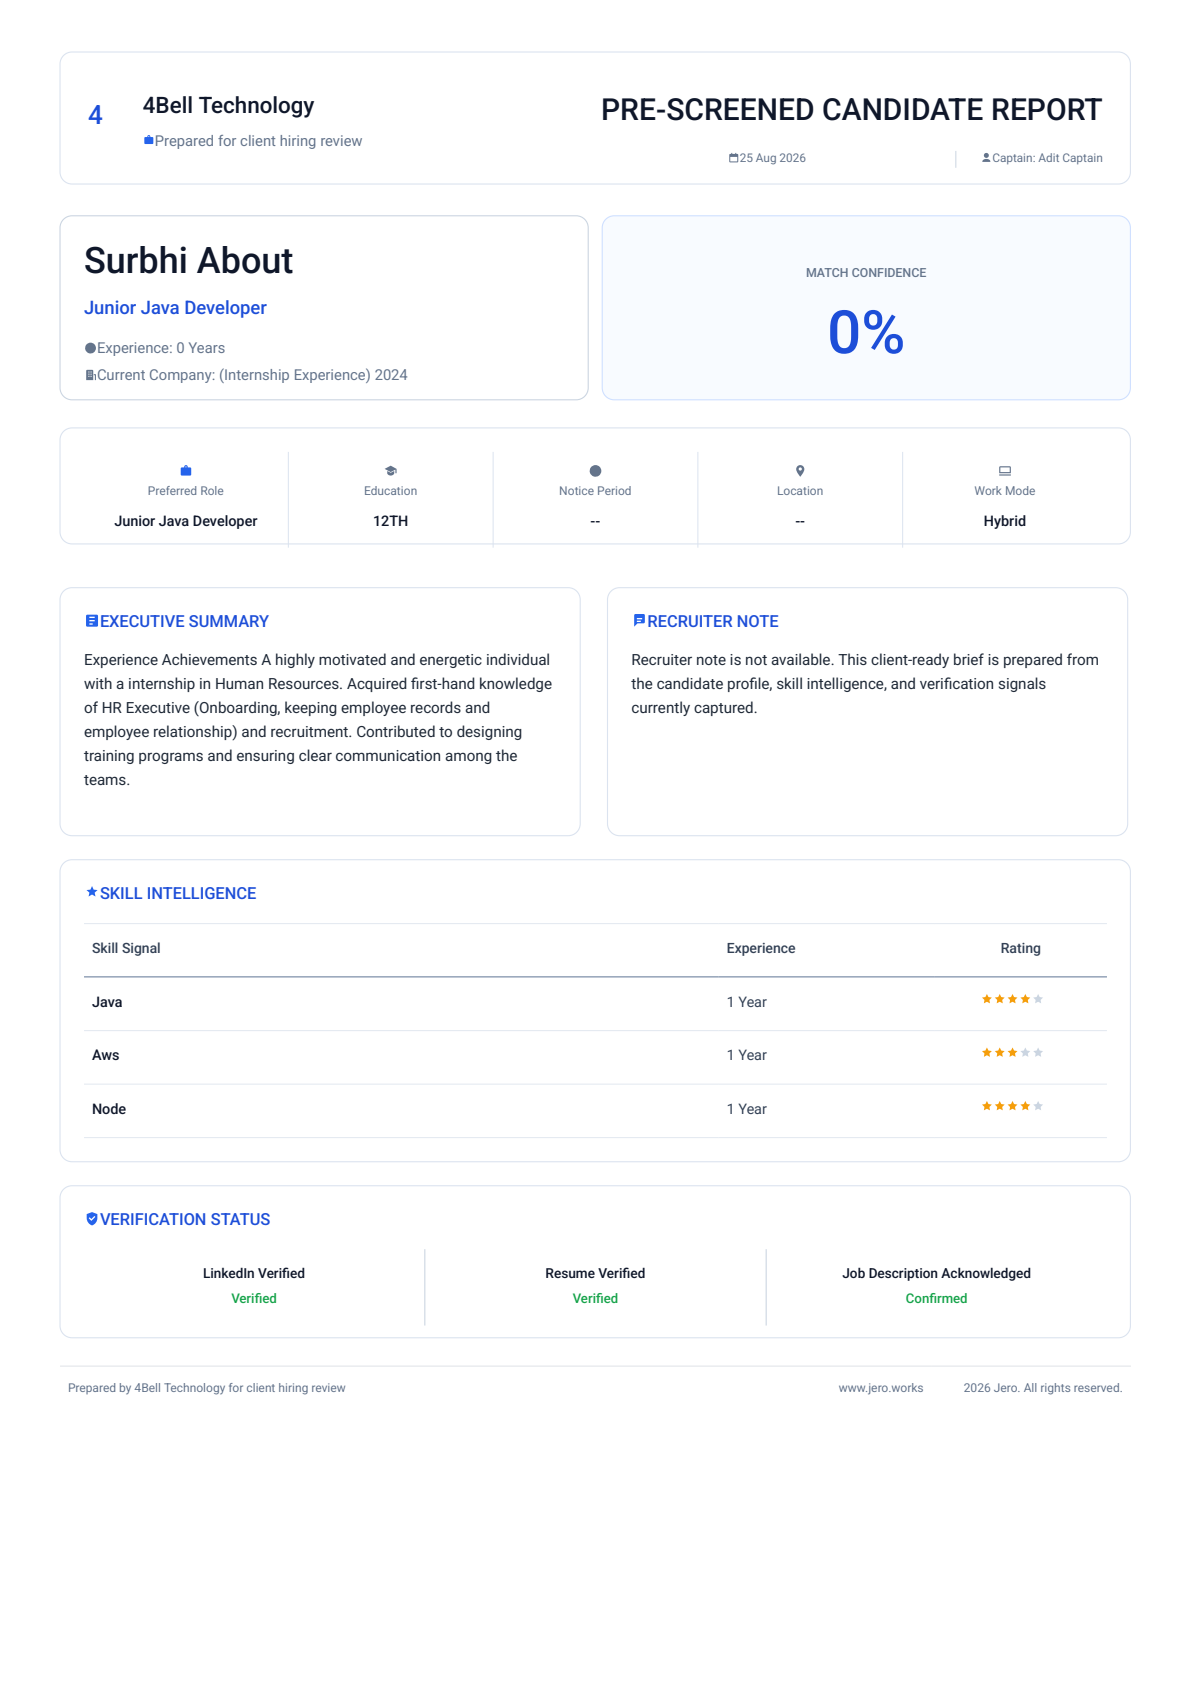 4
4Bell Technology
Prepared for client hiring review
PRE-SCREENED CANDIDATE REPORT
25 Aug 2026
Captain: Adit Captain
Surbhi About
Junior Java Developer
Experience: 0 Years
Current Company: (Internship Experience) 2024
MATCH CONFIDENCE
0%
Preferred Role
Junior Java Developer
Education
12TH
Notice Period
--
Location
--
Work Mode
Hybrid
EXECUTIVE SUMMARY
Experience Achievements A highly motivated and energetic individual
with a internship in Human Resources. Acquired first-hand knowledge
of HR Executive (Onboarding, keeping employee records and
employee relationship) and recruitment. Contributed to designing
training programs and ensuring clear communication among the
teams.
RECRUITER NOTE
Recruiter note is not available. This client-ready brief is prepared from
the candidate profile, skill intelligence, and verification signals
currently captured.
SKILL INTELLIGENCE
Skill Signal Experience Rating
Java 1 Year
Aws 1 Year
Node 1 Year
VERIFICATION STATUS
LinkedIn Verified
Verified
Resume Verified
Verified
Job Description Acknowledged
Confirmed
Prepared by 4Bell Technology for client hiring review
www.jero.works
2026 Jero. All rights reserved.